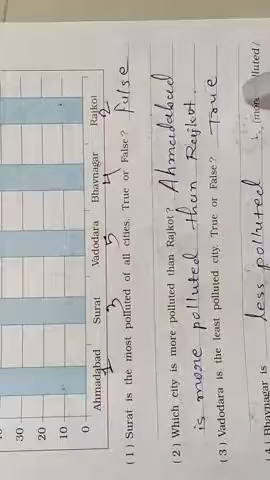 30
20
10
0
Ahmadabad Surat Vadodara Bhavnagar Rajkot
1 3 5 4 2
(1) Surat is the most polluted of all cities. True or False? False
(2) Which city is more polluted than Rajkot? Ahmadabad
is more polluted than Rajkot.
(3) Vadodara is the least polluted city. True or False? True
(4) Bhavnagar is less polluted